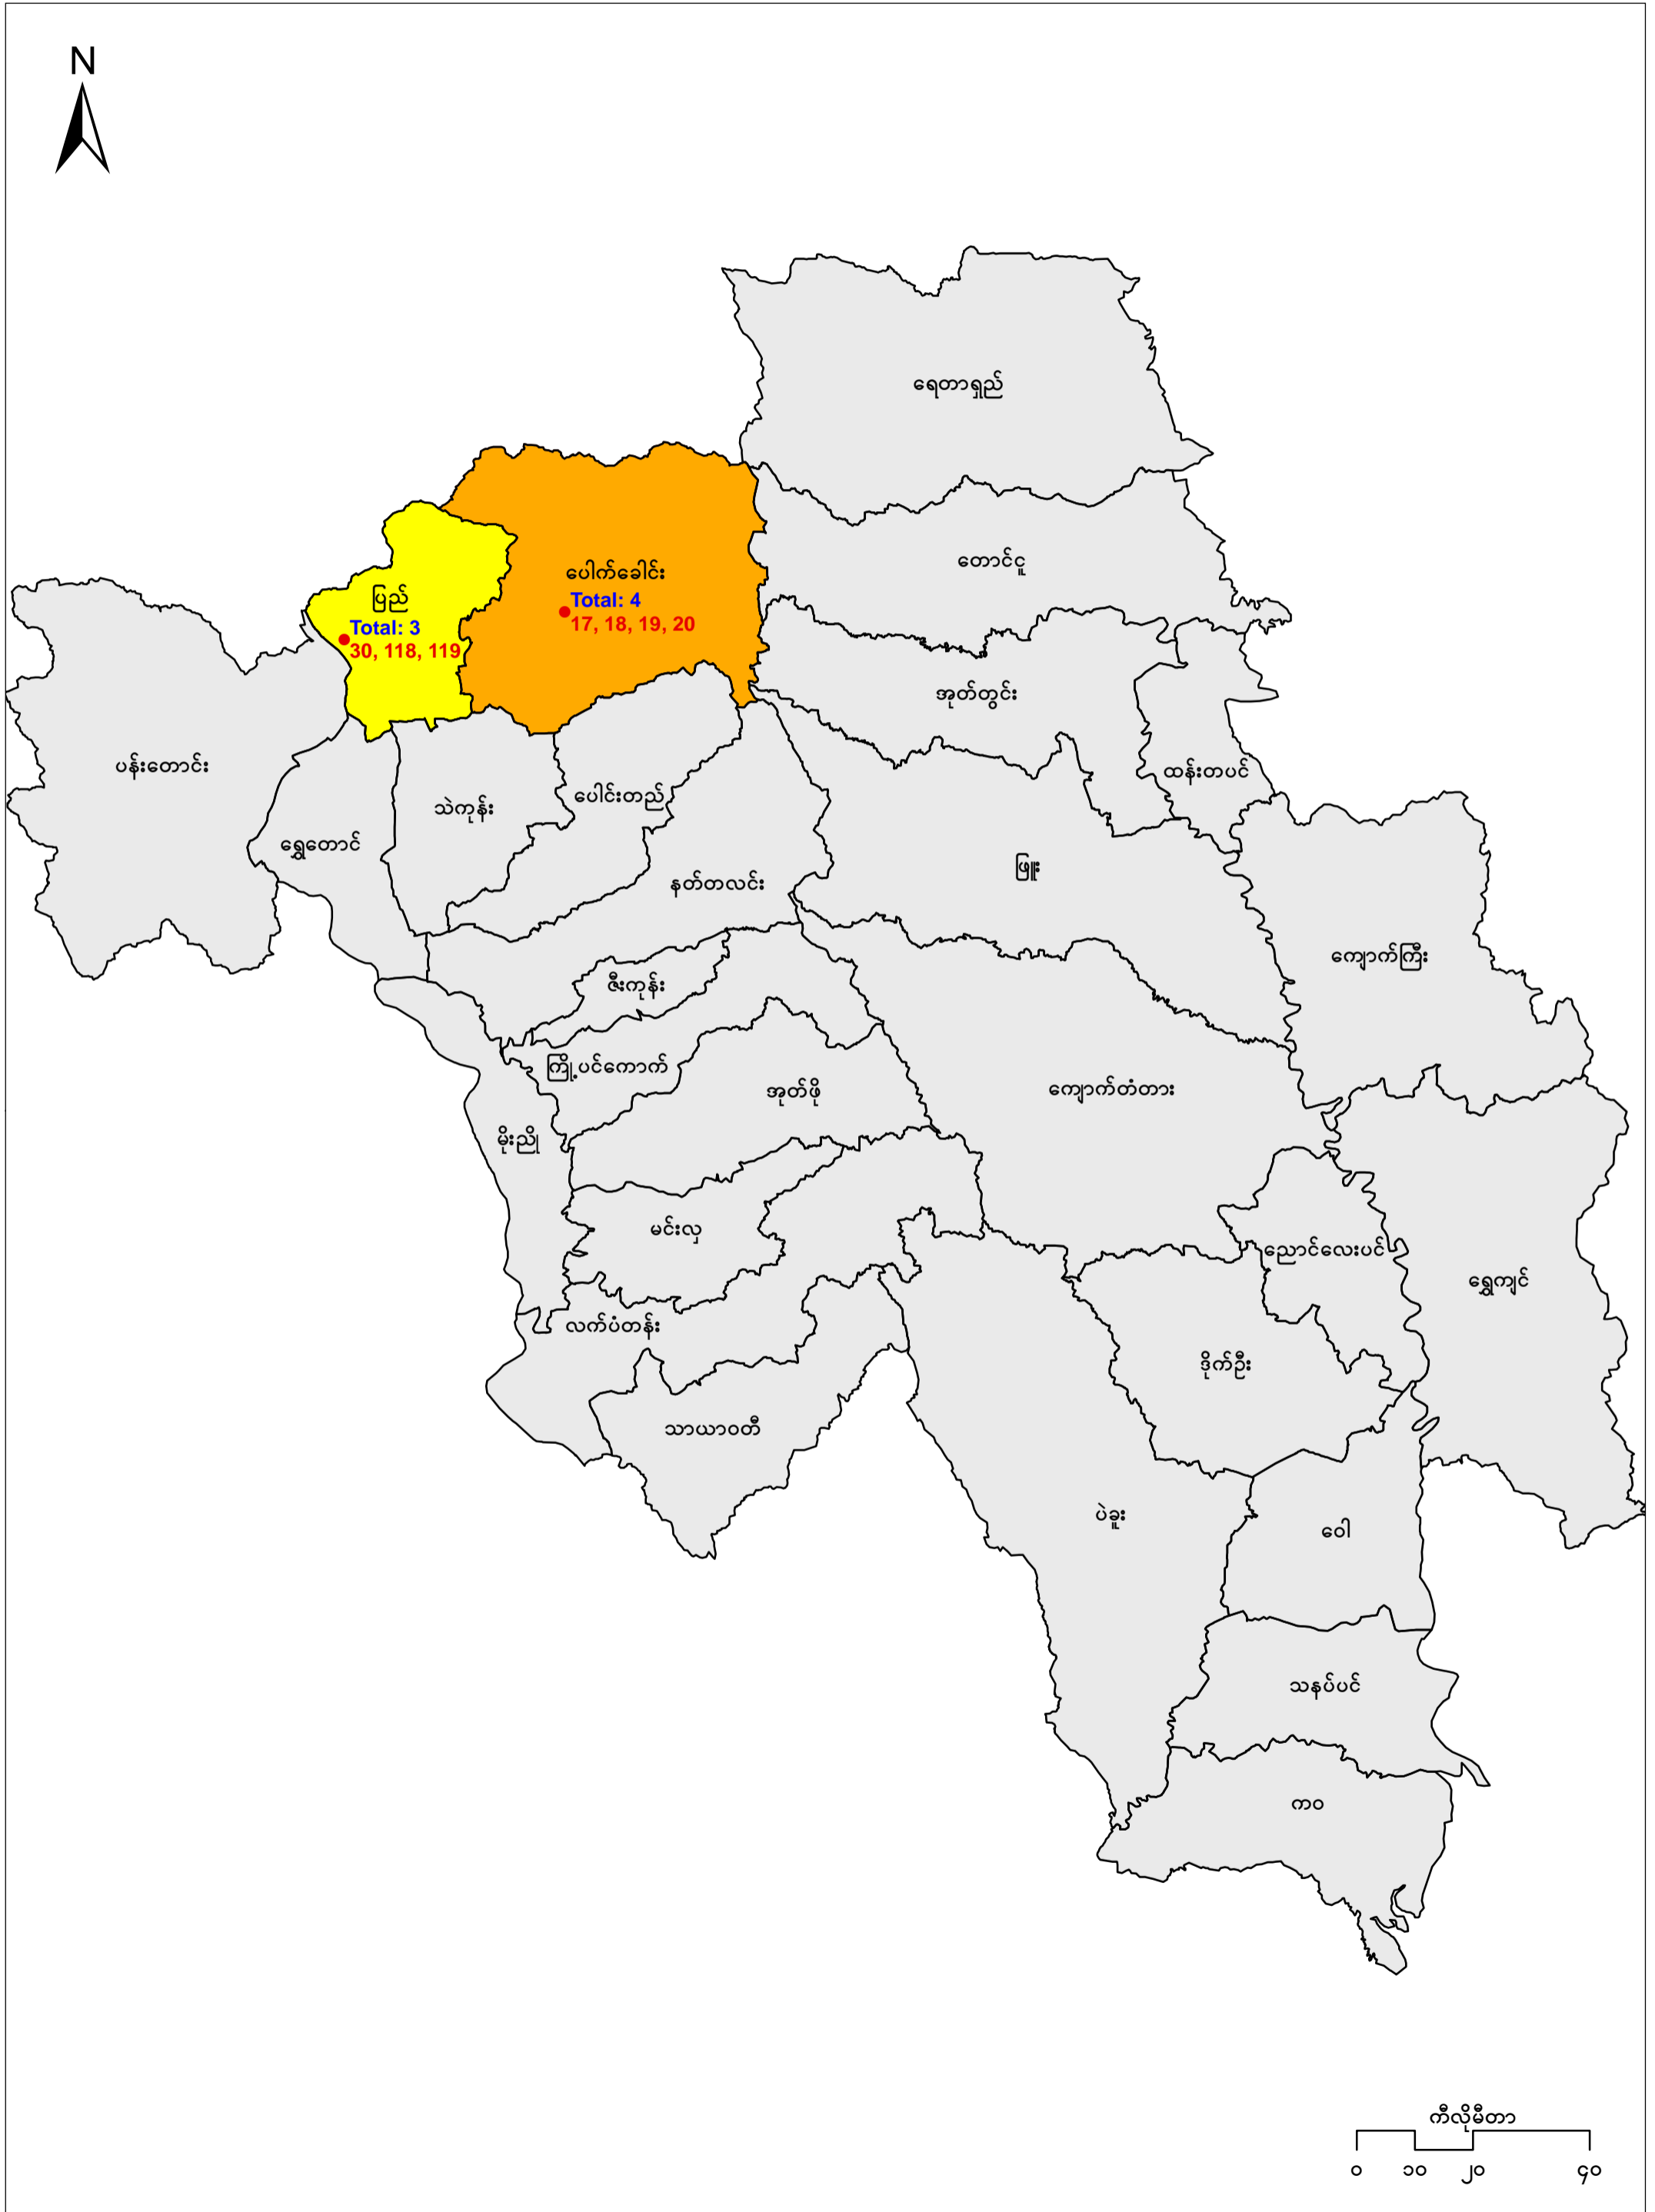 N
ရေတာရှည်
တောင်ငူ
ပေါက်ခေါင်း
Total: 4
17, 18, 19, 20
ပြည်
Total: 3
30, 118, 119
အုတ်တွင်း
ထန်းတပင်
ပန်းတောင်း
ပေါင်းတည်
သဲကုန်း
ရွှေတောင်
ဖြူး
နတ်တလင်း
ကျောက်ကြီး
ဇီးကုန်း
ကြို့ပင်ကောက်
အုတ်ဖို
ကျောက်တံတား
မိုးညို
မင်းလှ
ညောင်လေးပင်
ရွှေကျင်
လက်ပံတန်း
ဒိုက်ဦး
သာယာဝတီ
ပဲခူး
ဝေါ
သနပ်ပင်
ကဝ
ကီလိုမီတာ
၀ ၁၀ ၂၀ ၄၀